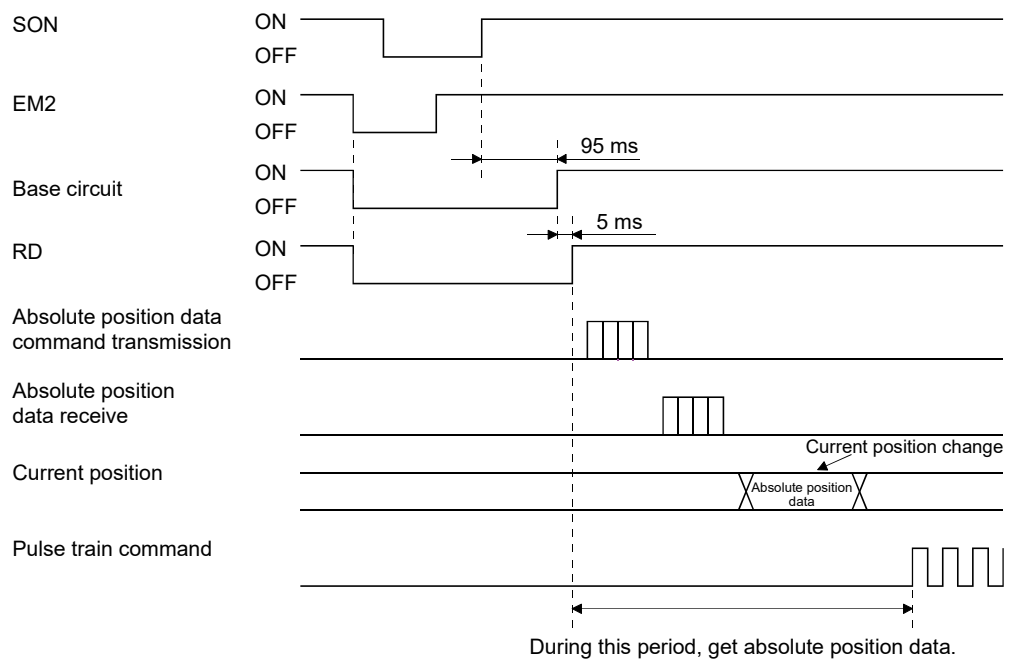 SON
ON
OFF
EM2
ON
OFF
95 ms
Base circuit
ON
OFF
5 ms
RD
ON
OFF
Absolute position data
command transmission
Absolute position
data receive
Current position change
Current position
Absolute position
data
Pulse train command
During this period, get absolute position data.